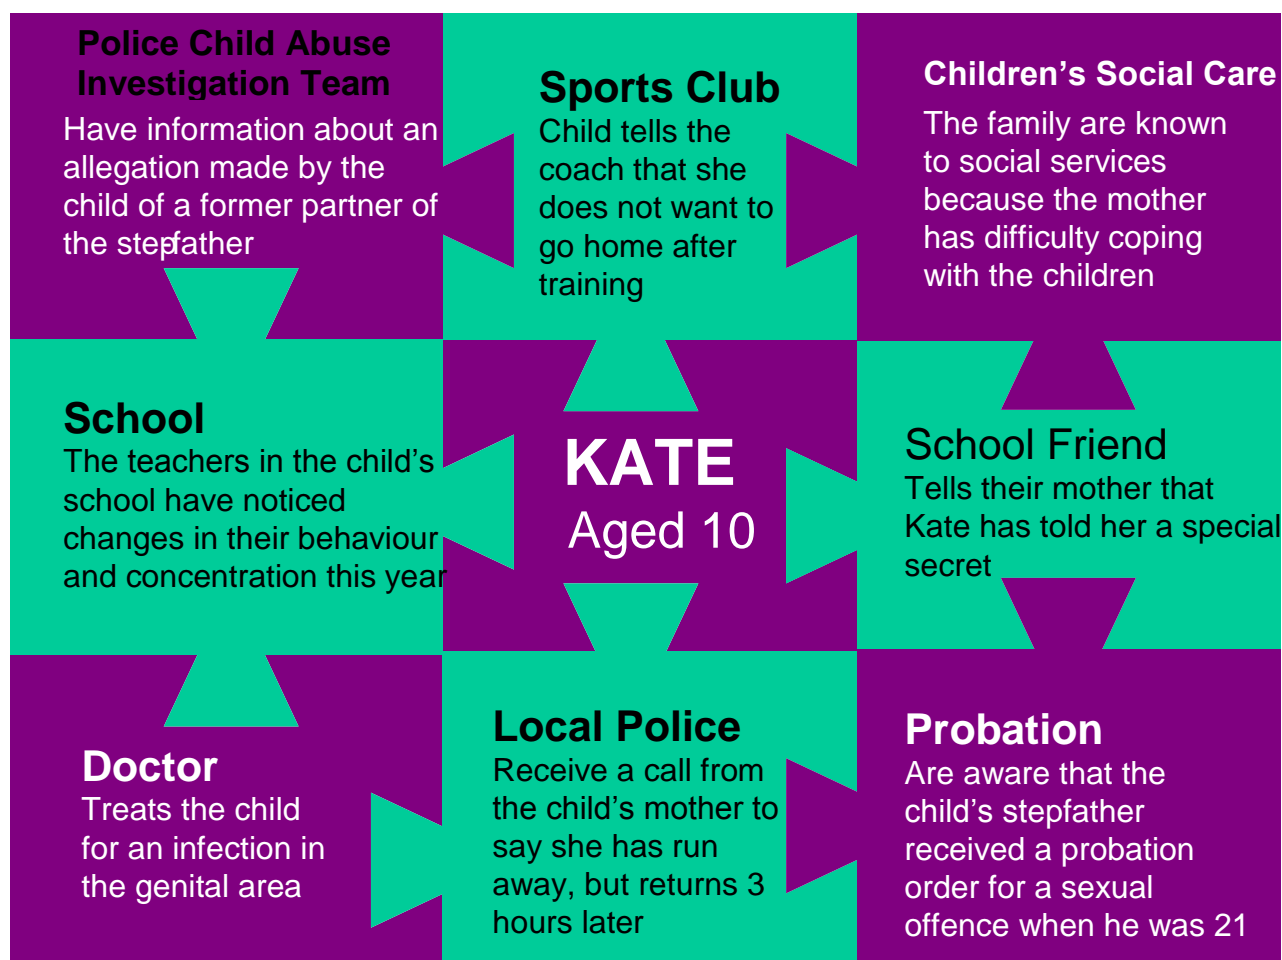 Police Child Abuse
Investigation Team
Have information about an
allegation made by the
child of a former partner of
the stepfather
Sports Club
Child tells the
coach that she
does not want to
go home after
training
Children's Social Care
The family are known
to social services
because the mother
has difficulty coping
with the children
School
The teachers in the child's
school have noticed
changes in their behaviour
and concentration this year
KATE
Aged 10
School Friend
Tells their mother that
Kate has told her a special
secret
Doctor
Treats the child
for an infection in
the genital area
Local Police
Receive a call from
the child's mother to
say she has run
away, but returns 3
hours later
Probation
Are aware that the
child's stepfather
received a probation
order for a sexual
offence when he was 21